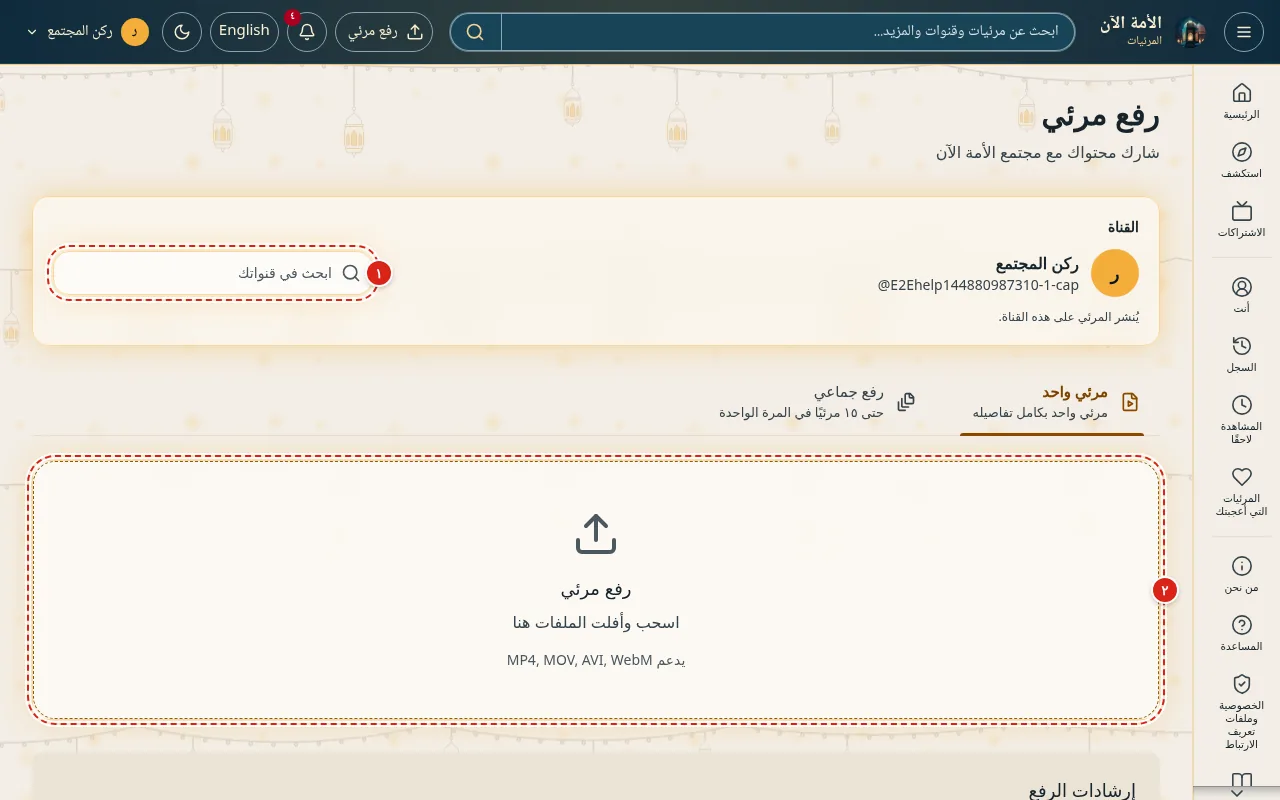 الأمة الآن
المرئيات
ابحث عن مرئيات وقنوات والمزيد...
رفع مرئي
٤
English
ر
ركن المجتمع
الرئيسية
استكشف
الاشتراكات
أنت
السجل
المشاهدة
لاحقًا
المرئيات
التي أعجبتك
من نحن
المساعدة
الخصوصية
وملفات
تعريف
الارتباط
رفع مرئي
شارك محتواك مع مجتمع الأمة الآن
القناة
ر
ركن المجتمع
@E2Ehelp144880987310-1-cap
يُنشر المرئي على هذه القناة.
١
ابحث في قنواتك
مرئي واحد
مرئي واحد بكامل تفاصيله
رفع جماعي
حتى ١٥ مرئيًا في المرة الواحدة
٢
رفع مرئي
اسحب وأفلت الملفات هنا
يدعم MP4, MOV, AVI, WebM
إرشادات الرفع